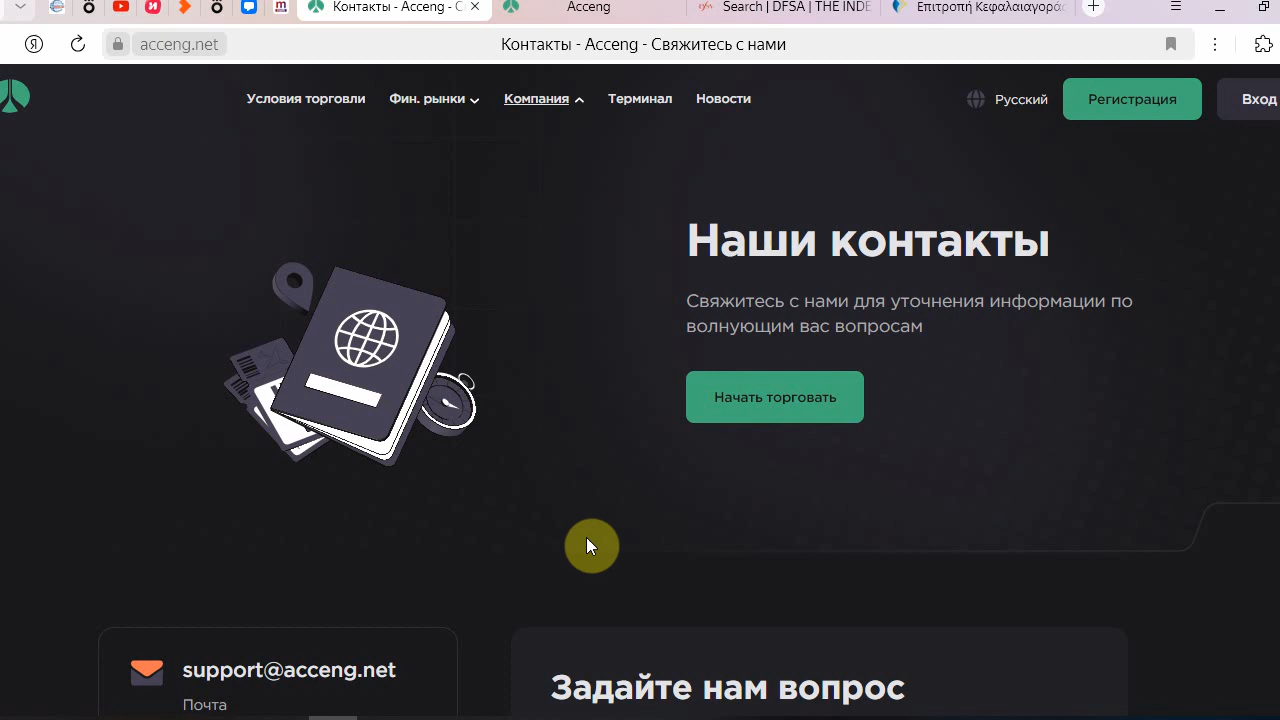 Контакты - Acceng - С
Acceng
Search | DFSA | THE INDE
Επιτροπή Κεφαλαιαγορά
acceng.net
Контакты - Acceng - Свяжитесь с нами
Условия торговли
Фин. рынки
Компания
Терминал
Новости
Русский
Регистрация
Вход
Наши контакты
Свяжитесь с нами для уточнения информации по
волнующим вас вопросам
Начать торговать
support@acceng.net
Почта
Задайте нам вопрос